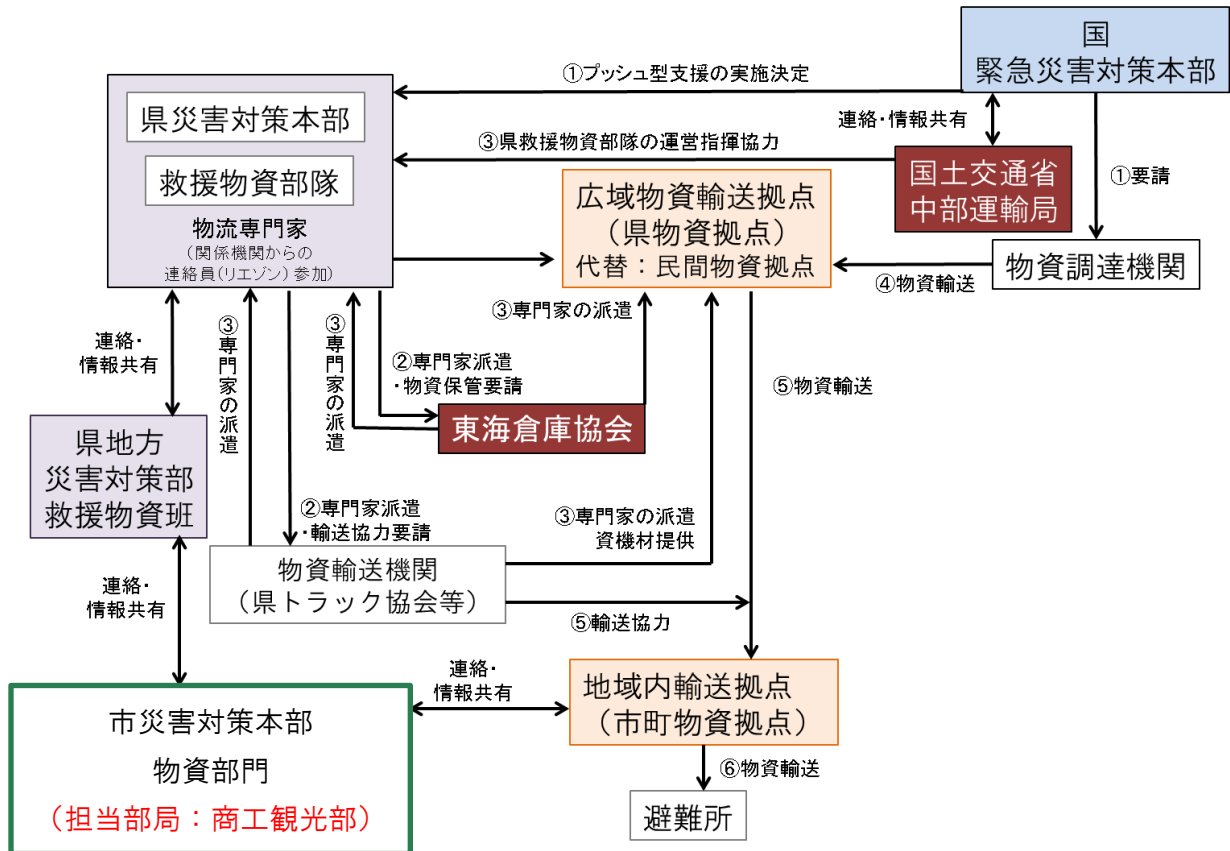 国
緊急災害対策本部
①プッシュ型支援の実施決定
県災害対策本部
救援物資部隊
物流専門家
(関係機関からの
連絡員(リエゾン)参加)
連絡・情報共有
③県救援物資部隊の運営指揮協力
国土交通省
中部運輸局
①要請
広域物資輸送拠点
(県物資拠点)
代替:民間物資拠点
物資調達機関
④物資輸送
③専門家の派遣
連絡・
情報共有
③専門家の派遣
③専門家の派遣
②専門家派遣
・物資保管要請
⑤物資輸送
東海倉庫協会
県地方
災害対策部
救援物資班
②専門家派遣
・輸送協力要請
③専門家の派遣
資機材提供
物資輸送機関
(県トラック協会等)
連絡・
情報共有
⑤輸送協力
連絡・
情報共有
地域内輸送拠点
(市町物資拠点)
市災害対策本部
物資部門
(担当部局:商工観光部)
⑥物資輸送
避難所